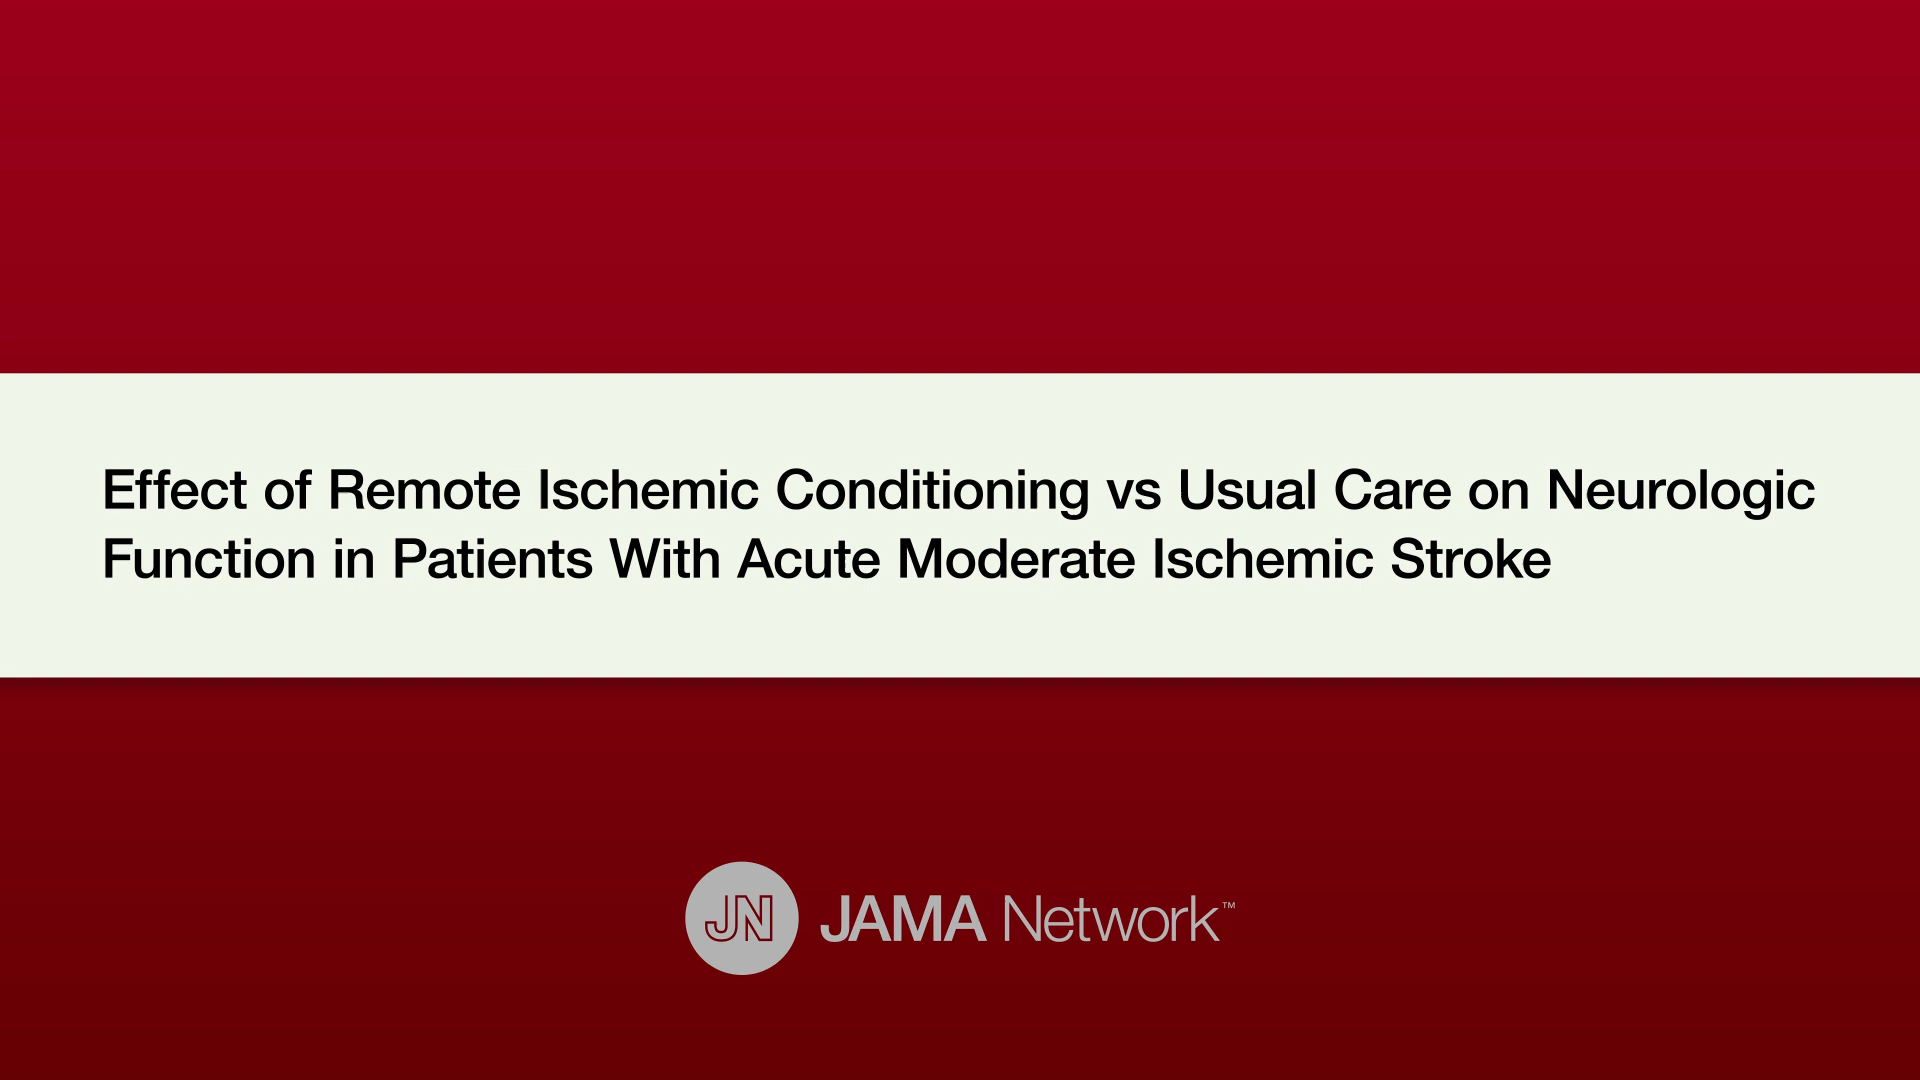 Effect of Remote Ischemic Conditioning vs Usual Care on Neurologic
Function in Patients With Acute Moderate Ischemic Stroke
JN JAMA Network™